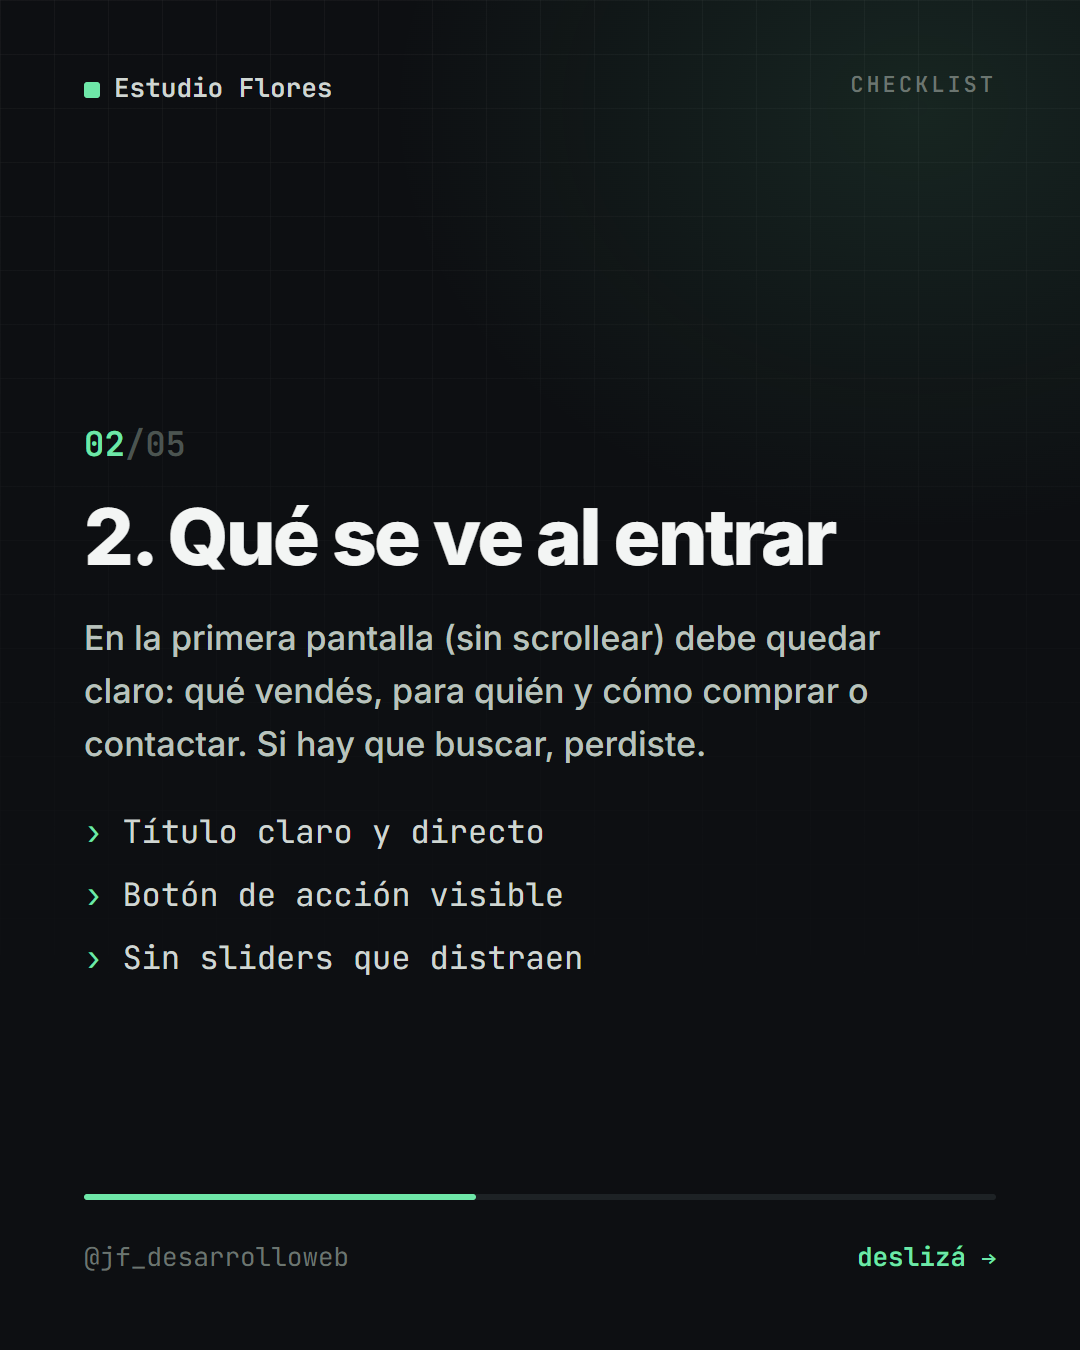 Estudio Flores
CHECKLIST
02/05
2. Qué se ve al entrar
En la primera pantalla (sin scrollear) debe quedar
claro: qué vendés, para quién y cómo comprar o
contactar. Si hay que buscar, perdiste.
› Título claro y directo
› Botón de acción visible
› Sin sliders que distraen
@jf_desarrolloweb
deslizá →